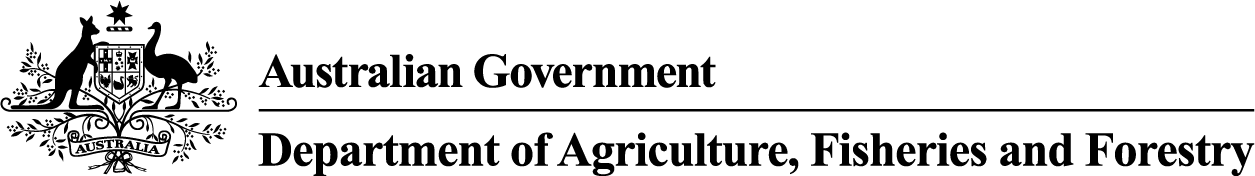 Australian Government
Department of Agriculture, Fisheries and Forestry
AUSTRALIA